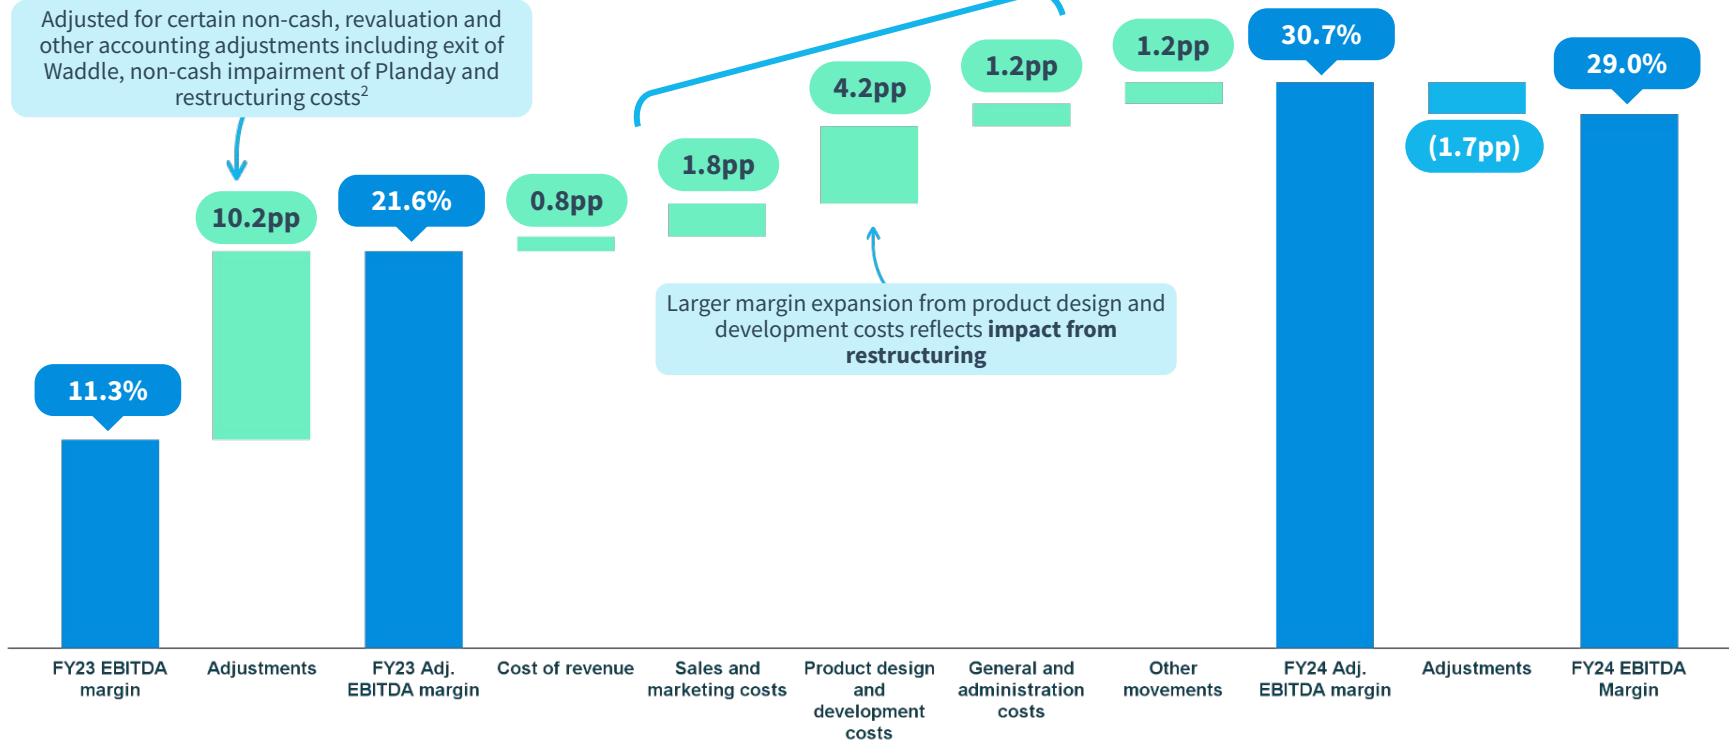 Adjusted for certain non-cash, revaluation and
other accounting adjustments including exit of
Waddle, non-cash impairment of Planday and
restructuring costs2
11.3%
10.2pp
21.6%
0.8pp
1.8pp
4.2pp
1.2pp
1.2pp
30.7%
(1.7pp)
29.0%
Larger margin expansion from product design and
development costs reflects impact from
restructuring
FY23 EBITDA
margin
Adjustments
FY23 Adj.
EBITDA margin
Cost of revenue
Sales and
marketing costs
Product design
and
development
costs
General and
administration
costs
Other
movements
FY24 Adj.
EBITDA margin
Adjustments
FY24 EBITDA
Margin